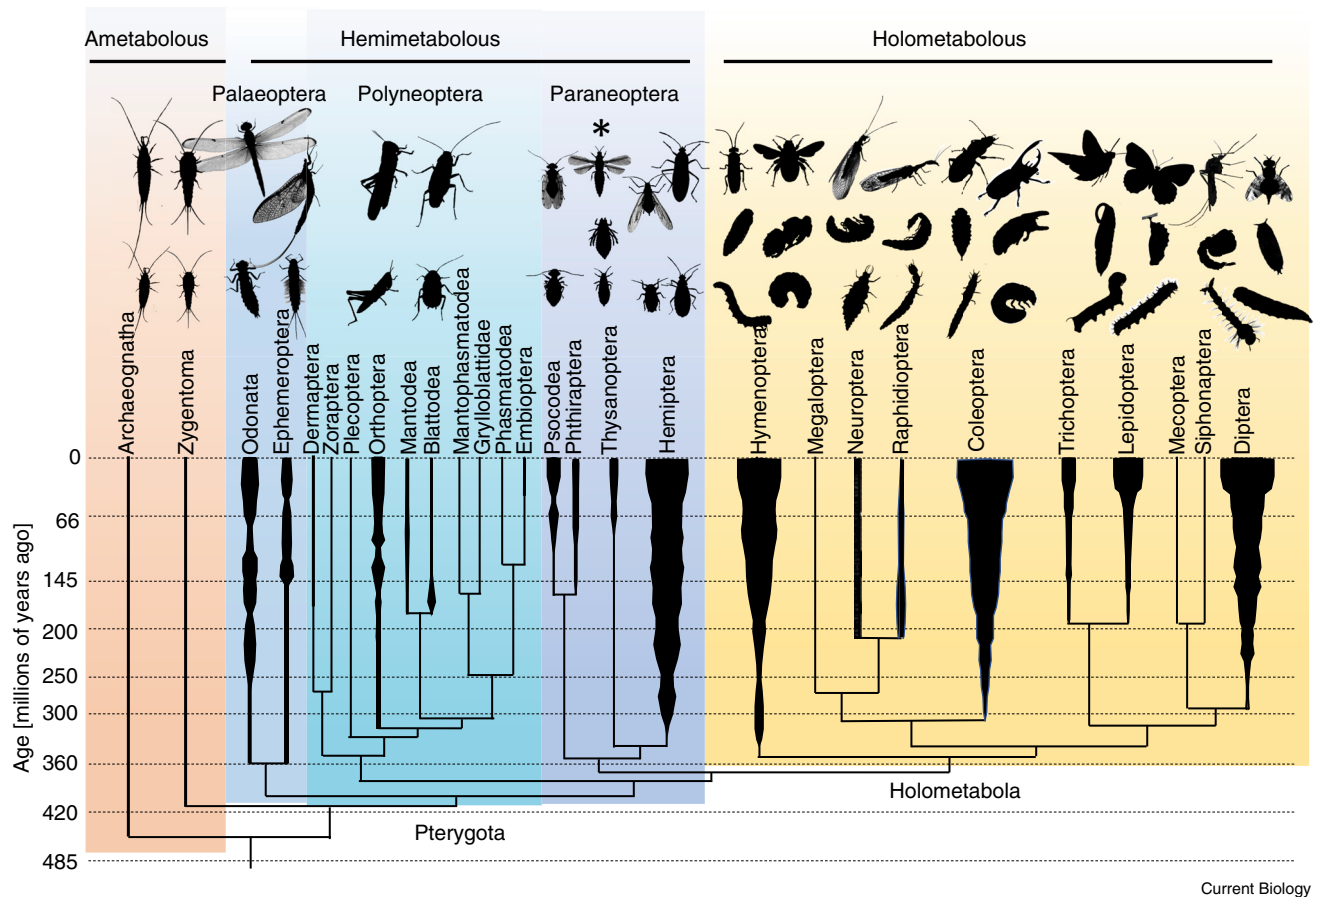 Ametabolous
Hemimetabolous
Holometabolous
Palaeoptera
Polyneoptera
Paraneoptera
*
Archaeognatha
Zygentoma
Odonata
Ephemeroptera
Dermaptera
Zoraptera
Plecoptera
Orthoptera
Mantodea
Blattodea
Mantophasmatodea
Grylloblattidae
Phasmatodea
Embioptera
Psocodea
Phthiraptera
Thysanoptera
Hemiptera
Hymenoptera
Megaloptera
Neuroptera
Raphidioptera
Coleoptera
Trichoptera
Lepidoptera
Mecoptera
Siphonaptera
Diptera
Age [millions of years ago]
0
66
145
200
250
300
360
420
485
Holometabola
Pterygota
Current Biology